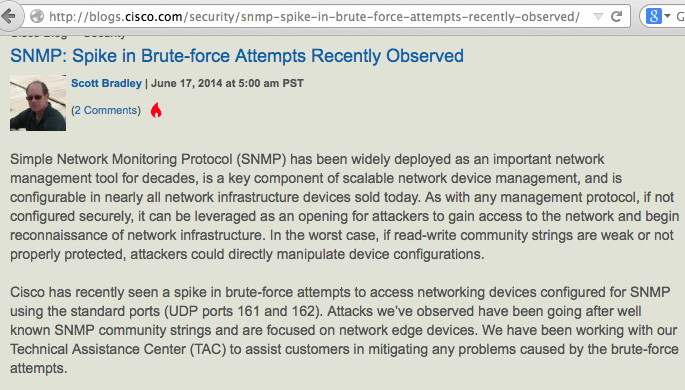 http://blogs.cisco.com/security/snmp-spike-in-brute-force-attempts-recently-observed/
Cisco Blog Security
SNMP: Spike in Brute-force Attempts Recently Observed
Scott Bradley | June 17, 2014 at 5:00 am PST
(2 Comments)
Simple Network Monitoring Protocol (SNMP) has been widely deployed as an important network
management tool for decades, is a key component of scalable network device management, and is
configurable in nearly all network infrastructure devices sold today. As with any management protocol, if not
configured securely, it can be leveraged as an opening for attackers to gain access to the network and begin
reconnaissance of network infrastructure. In the worst case, if read-write community strings are weak or not
properly protected, attackers could directly manipulate device configurations.
Cisco has recently seen a spike in brute-force attempts to access networking devices configured for SNMP
using the standard ports (UDP ports 161 and 162). Attacks we've observed have been going after well
known SNMP community strings and are focused on network edge devices. We have been working with our
Technical Assistance Center (TAC) to assist customers in mitigating any problems caused by the brute-force
attempts.